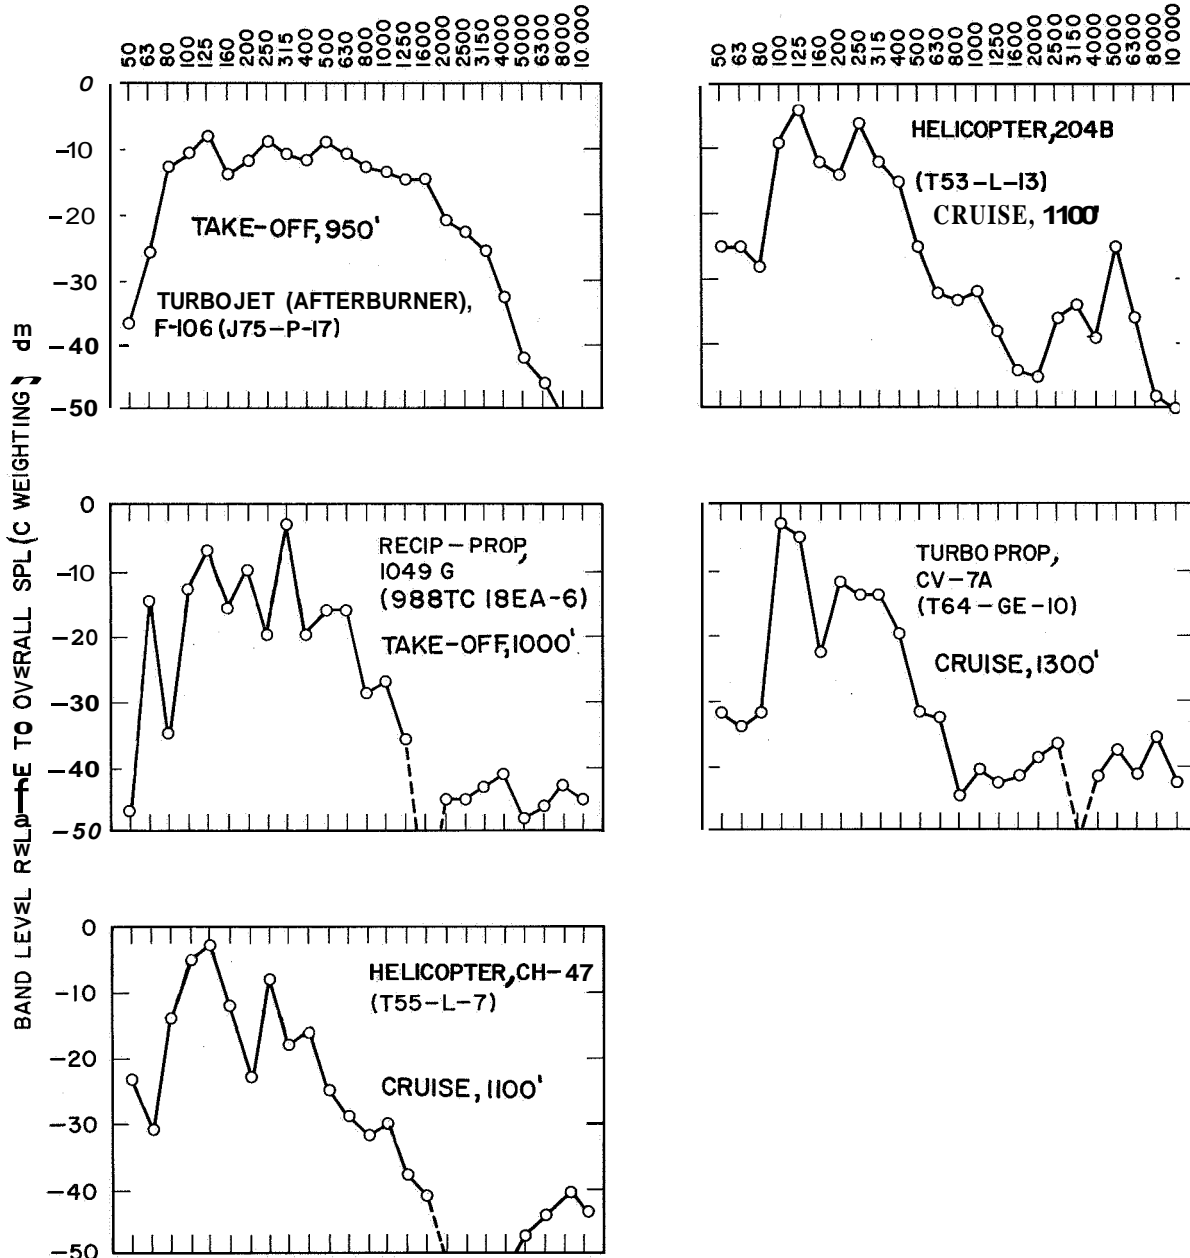 50 63 80 100 125 160 200 250 315 400 500 630 800 1000 1250 1600 2000 2500 3150 4000 5000 6300 8000 10 000
50 63 80 100 125 160 200 250 315 400 500 630 800 1000 1250 1600 2000 2500 3150 4000 5000 6300 8000 10 000
BAND LEVEL TO OVERALL SPL (C WEIGHTING)
0
-10
-20
-30
-40
-50
TAKE-OFF, 950'
TURBOJET (AFTERBURNER),
F-106 (J75-P-17)
HELICOPTER, 204B
(T53-L-13)
CRUISE, 1100'
0
-10
-20
-30
-40
-50
RECIP-PROP,
1049 G
(988TC 18EA-6)
TAKE-OFF, 1000'
TURBO PROP,
CV-7A
(T64-GE-10)
CRUISE, 1300'
0
-10
-20
-30
-40
-50
HELICOPTER, CH-47
(T55-L-7)
CRUISE, 1100'